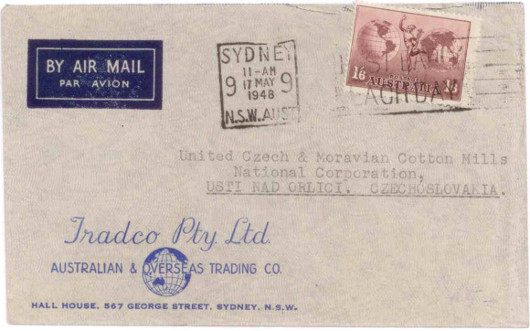 BY AIR MAIL
PAR AVION
SYDNEY
11-AM
9 17 MAY 9
1948
N.S.W. AUST
1/6 AUSTRALIA 1/6
United Czech & Moravian Cotton Mills
National Corporation,
USTI NAD ORLICI. CZECHOSLOVAKIA.
Tradco Pty. Ltd.
AUSTRALIAN & OVERSEAS TRADING CO.
HALL HOUSE, 567 GEORGE STREET, SYDNEY, N.S.W.